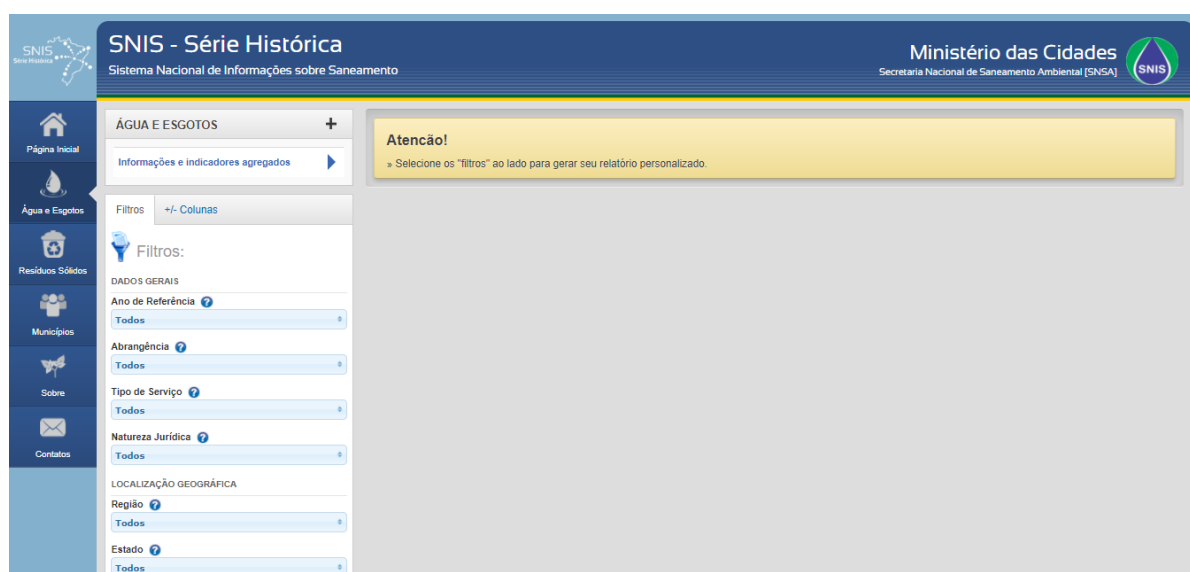 SNIS
Série Histórica
SNIS - Série Histórica
Sistema Nacional de Informações sobre Saneamento
Ministério das Cidades
Secretaria Nacional de Saneamento Ambiental [SNSA]
SNIS
Página Inicial
Água e Esgotos
Resíduos Sólidos
Municípios
Sobre
Contatos
ÁGUA E ESGOTOS +
Informações e indicadores agregados
Filtros +/- Colunas
Filtros:
DADOS GERAIS
Ano de Referência ?
Todos
Abrangência ?
Todos
Tipo de Serviço ?
Todos
Natureza Jurídica ?
Todos
LOCALIZAÇÃO GEOGRÁFICA
Região ?
Todos
Estado ?
Todos
Atencão!
» Selecione os "filtros" ao lado para gerar seu relatório personalizado.